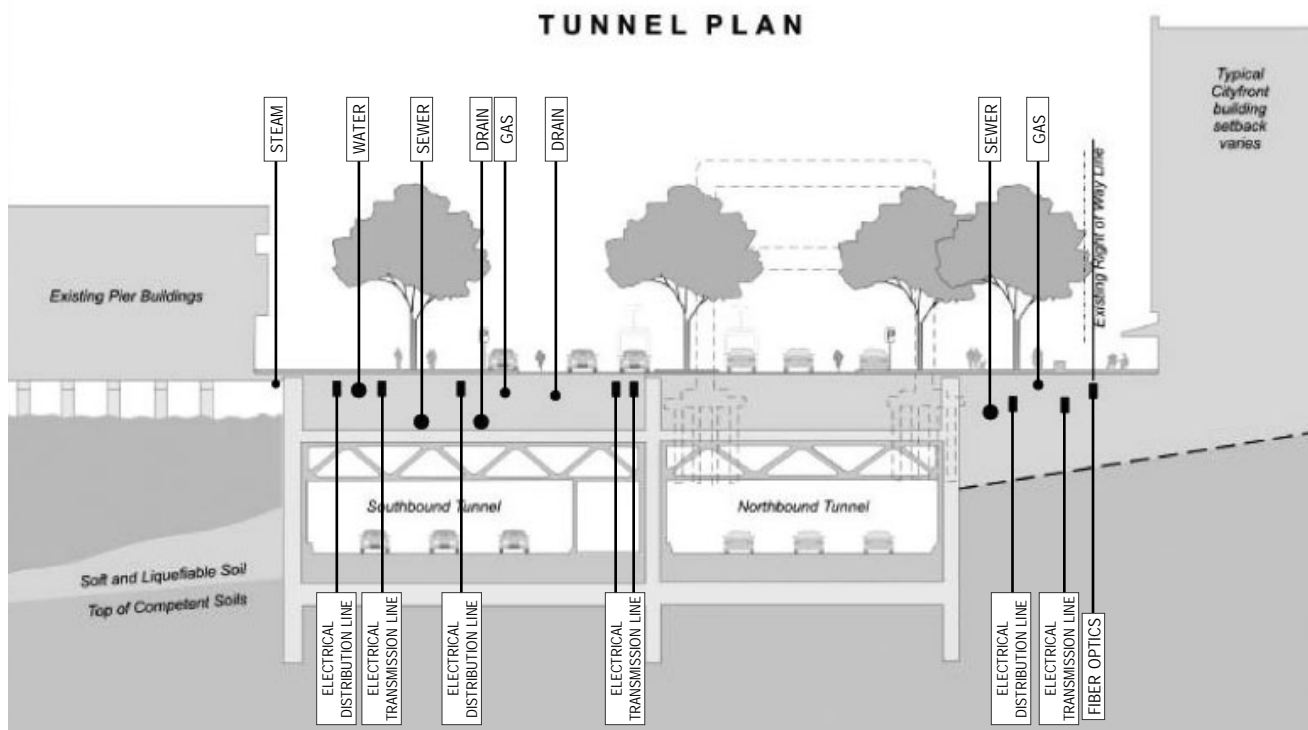 TUNNEL PLAN
Typical
Cityfront
building
setback
varies
STEAM
WATER
SEWER
DRAIN
GAS
DRAIN
SEWER
GAS
Existing Right of Way Line
Existing Pier Buildings
P
P
Southbound Tunnel
Northbound Tunnel
Soft and Liquefiable Soil
Top of Competent Soils
ELECTRICAL
DISTRIBUTION LINE
ELECTRICAL
TRANSMISSION LINE
ELECTRICAL
DISTRIBUTION LINE
ELECTRICAL
TRANSMISSION LINE
ELECTRICAL
DISTRIBUTION LINE
ELECTRICAL
TRANSMISSION LINE
FIBER OPTICS